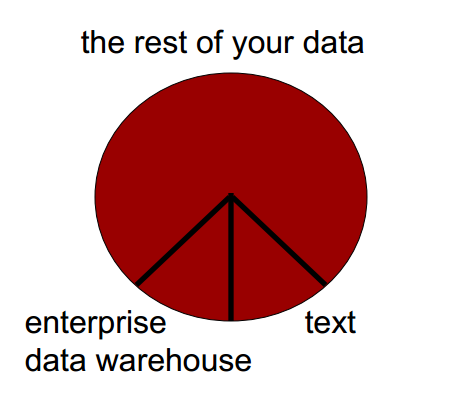 the rest of your data
enterprise
data warehouse
text